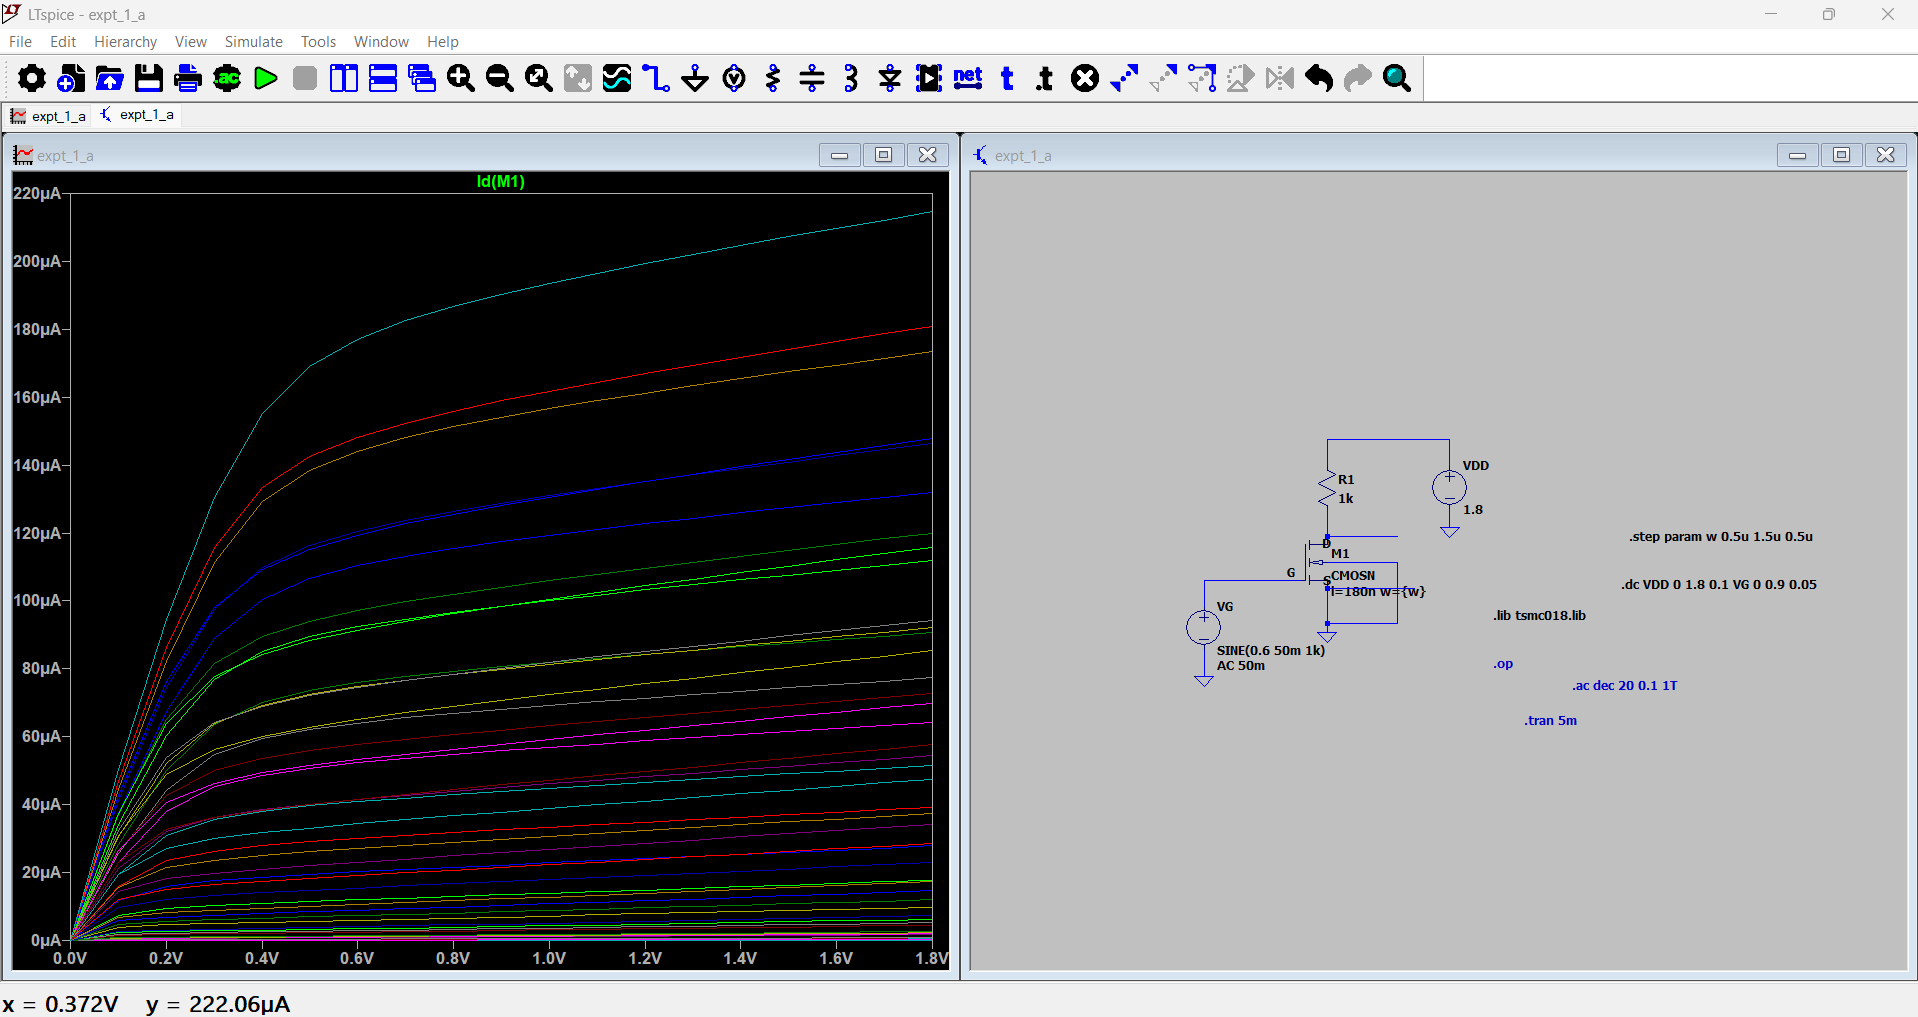 LTspice - expt_1_a
File Edit Hierarchy View Simulate Tools Window Help
.ac net t .t
expt_1_a expt_1_a
expt_1_a
Id(M1)
220µA
200µA
180µA
160µA
140µA
120µA
100µA
80µA
60µA
40µA
20µA
0µA
0.0V 0.2V 0.4V 0.6V 0.8V 1.0V 1.2V 1.4V 1.6V 1.8V
expt_1_a
VDD
R1
1k
1.8
.step param w 0.5u 1.5u 0.5u
D
M1
G
CMOSN
S
l=180n w={w}
.dc VDD 0 1.8 0.1 VG 0 0.9 0.05
VG
.lib tsmc018.lib
SINE(0.6 50m 1k)
AC 50m
.op
.ac dec 20 0.1 1T
.tran 5m
x = 0.372V y = 222.06µA